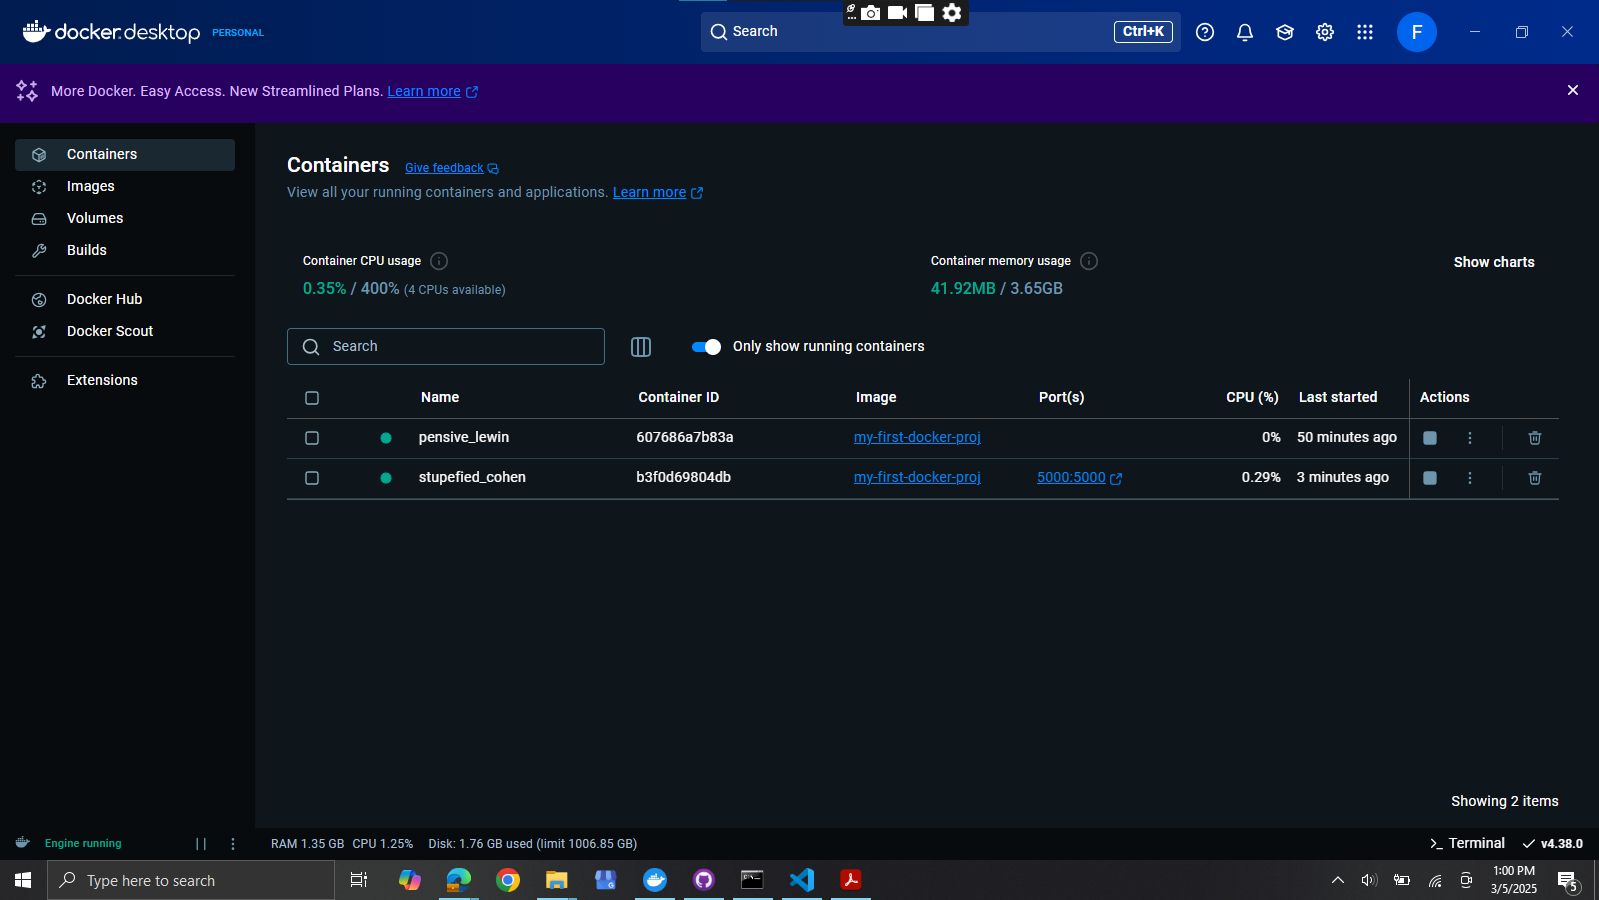 docker desktop PERSONAL
Search Ctrl+K
F
More Docker. Easy Access. New Streamlined Plans. Learn more
Containers
Images
Volumes
Builds
Docker Hub
Docker Scout
Extensions
Containers Give feedback
View all your running containers and applications. Learn more
Container CPU usage
0.35% / 400% (4 CPUs available)
Container memory usage
41.92MB / 3.65GB
Show charts
Search
Only show running containers
Name Container ID Image Port(s) CPU (%) Last started Actions
pensive_lewin 607686a7b83a my-first-docker-proj 0% 50 minutes ago
stupefied_cohen b3f0d69804db my-first-docker-proj 5000:5000 0.29% 3 minutes ago
Showing 2 items
Engine running
RAM 1.35 GB CPU 1.25% Disk: 1.76 GB used (limit 1006.85 GB)
Terminal v4.38.0
Type here to search
1:00 PM
3/5/2025
5